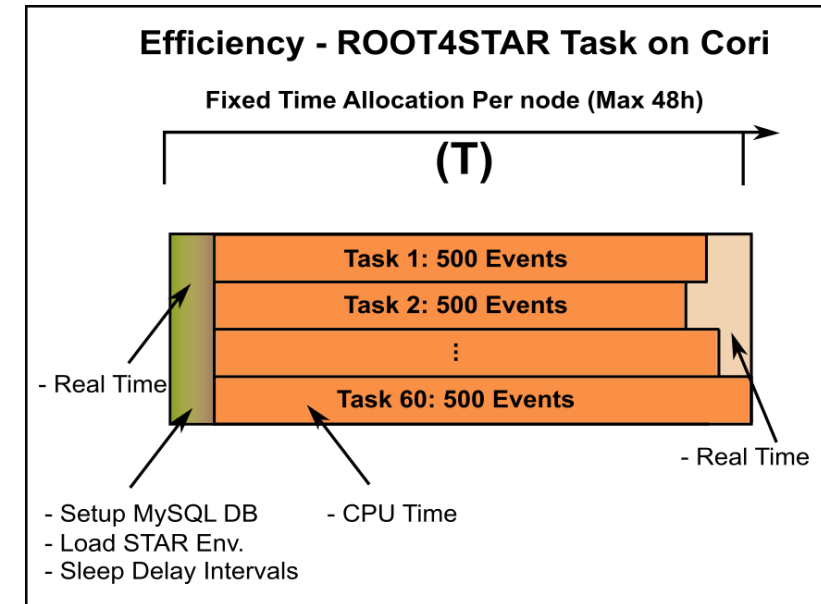 Efficiency - ROOT4STAR Task on Cori
Fixed Time Allocation Per node (Max 48h)
(T)
Task 1: 500 Events
Task 2: 500 Events
⋮
Task 60: 500 Events
- Real Time
- Real Time
- Setup MySQL DB
- Load STAR Env.
- Sleep Delay Intervals
- CPU Time